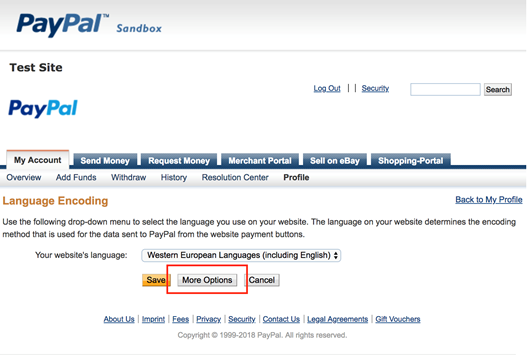 PayPal™ Sandbox
Test Site
Log Out | | Security Search
PayPal
My Account Send Money Request Money Merchant Portal Sell on eBay Shopping-Portal
Overview Add Funds Withdraw History Resolution Center Profile
Language Encoding Back to My Profile
Use the following drop-down menu to select the language you use on your website. The language on your website determines the encoding
method that is used for the data sent to PayPal from the website payment buttons.
Your website's language: Western European Languages (including English)
Save More Options Cancel
About Us | Imprint | Fees | Privacy | Security | Contact Us | Legal Agreements | Gift Vouchers
Copyright © 1999-2018 PayPal. All rights reserved.